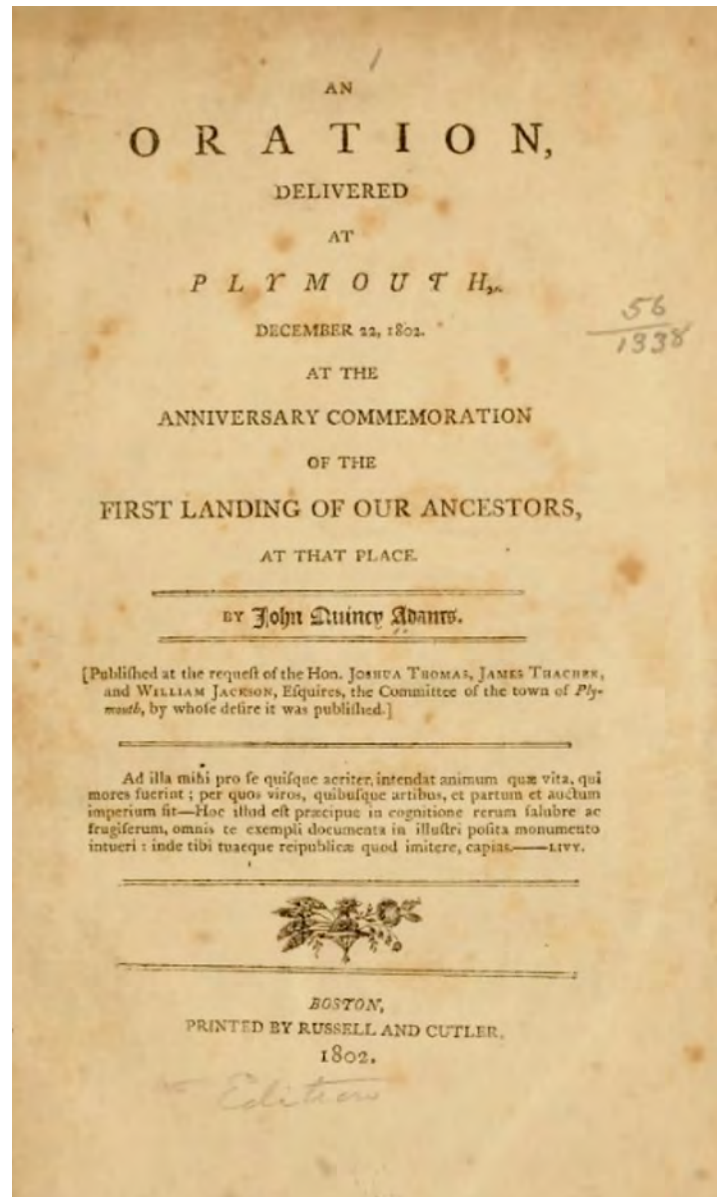 AN
ORATION,
DELIVERED
AT
PLYMOUTH,
DECEMBER 22, 1802.
AT THE
ANNIVERSARY COMMEMORATION
OF THE
FIRST LANDING OF OUR ANCESTORS,
AT THAT PLACE.
BY John Quincy Adams.
[Publiſhed at the requeſt of the Hon. JOSHUA THOMAS, JAMES THACHER,
and WILLIAM JACKSON, Eſquires, the Committee of the town of Ply-
mouth, by whoſe deſire it was publiſhed.]
Ad illa mihi pro ſe quiſque acriter, intendat animum quæ vita, qui
mores fuerint ; per quos viros, quibuſque artibus, et partum et auctum
imperium ſit—Hoc illud eſt præcipue in cognitione rerum ſalubre ac
frugiferum, omnis te exempli documenta in illuſtri poſita monumento
intueri : inde tibi tuaeque reipublicæ quod imitere, capias.——LIVY.
BOSTON,
PRINTED BY RUSSELL AND CUTLER.
1802.
Edition
56
1338